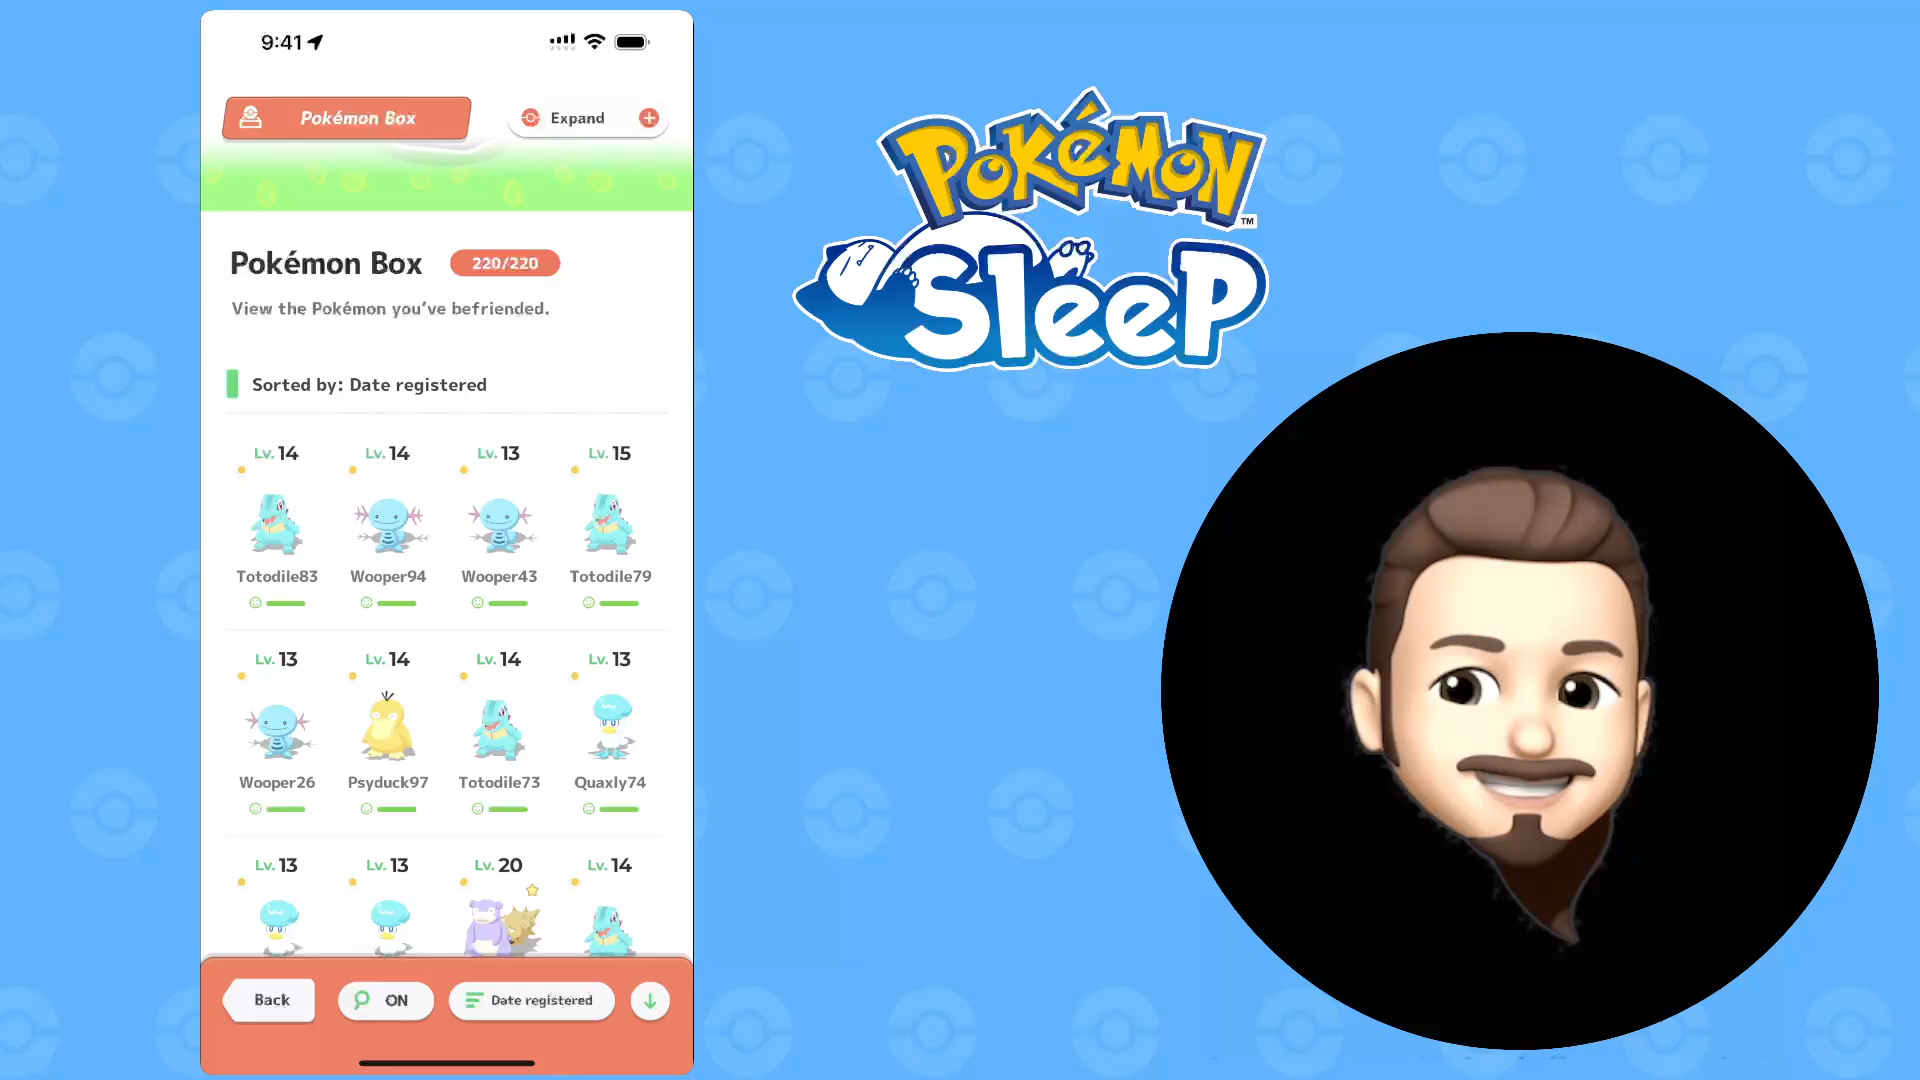 9:41
Pokémon Box
Expand
Pokémon Box 220/220
View the Pokémon you've befriended.
Sorted by: Date registered
Lv. 14 Lv. 14 Lv. 13 Lv. 15
Totodile83 Wooper94 Wooper43 Totodile79
Lv. 13 Lv. 14 Lv. 14 Lv. 13
Wooper26 Psyduck97 Totodile73 Quaxly74
Lv. 13 Lv. 13 Lv. 20 Lv. 14
Back ON Date registered
POKéMON
TM
SleeP